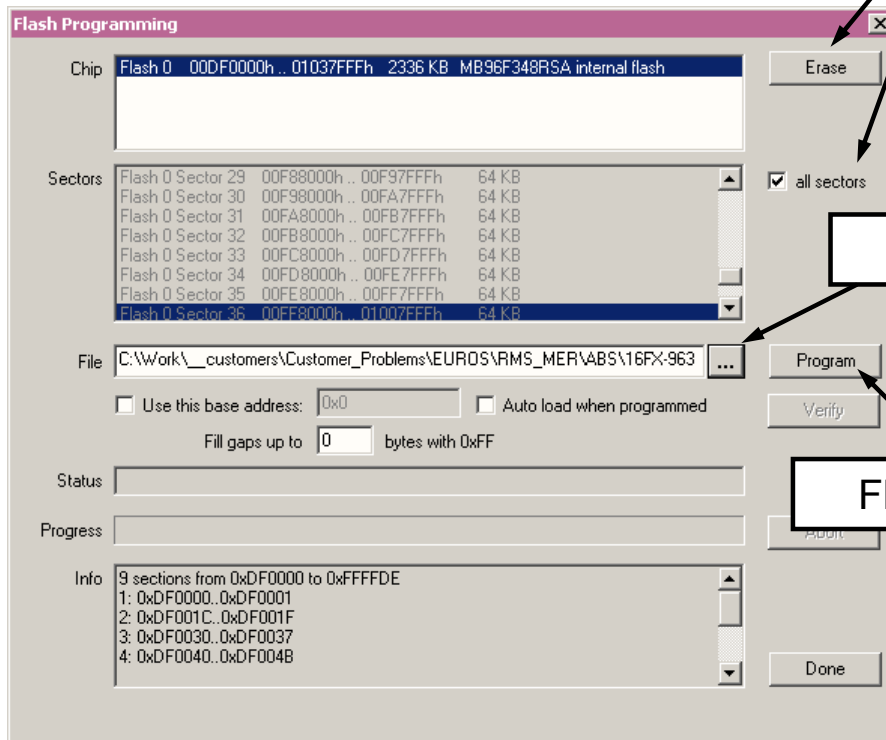 Flash Programming
Chip
Flash 0 00DF0000h .. 01037FFFh 2336 KB MB96F348RSA internal flash
Erase
Sectors
Flash 0 Sector 29 00F88000h .. 00F97FFFh 64 KB
Flash 0 Sector 30 00F98000h .. 00FA7FFFh 64 KB
Flash 0 Sector 31 00FA8000h .. 00FB7FFFh 64 KB
Flash 0 Sector 32 00FB8000h .. 00FC7FFFh 64 KB
Flash 0 Sector 33 00FC8000h .. 00FD7FFFh 64 KB
Flash 0 Sector 34 00FD8000h .. 00FE7FFFh 64 KB
Flash 0 Sector 35 00FE8000h .. 00FF7FFFh 64 KB
Flash 0 Sector 36 00FF8000h .. 01007FFFh 64 KB
all sectors
File
C:\Work\__customers\Customer_Problems\EUROS\RMS_MER\ABS\16FX-963
...
Program
Use this base address: 0x0
Auto load when programmed
Verify
Fill gaps up to 0 bytes with 0xFF
Status
Progress
Abort
Info
9 sections from 0xDF0000 to 0xFFFFDE
1: 0xDF0000..0xDF0001
2: 0xDF001C..0xDF001F
3: 0xDF0030..0xDF0037
4: 0xDF0040..0xDF004B
Done